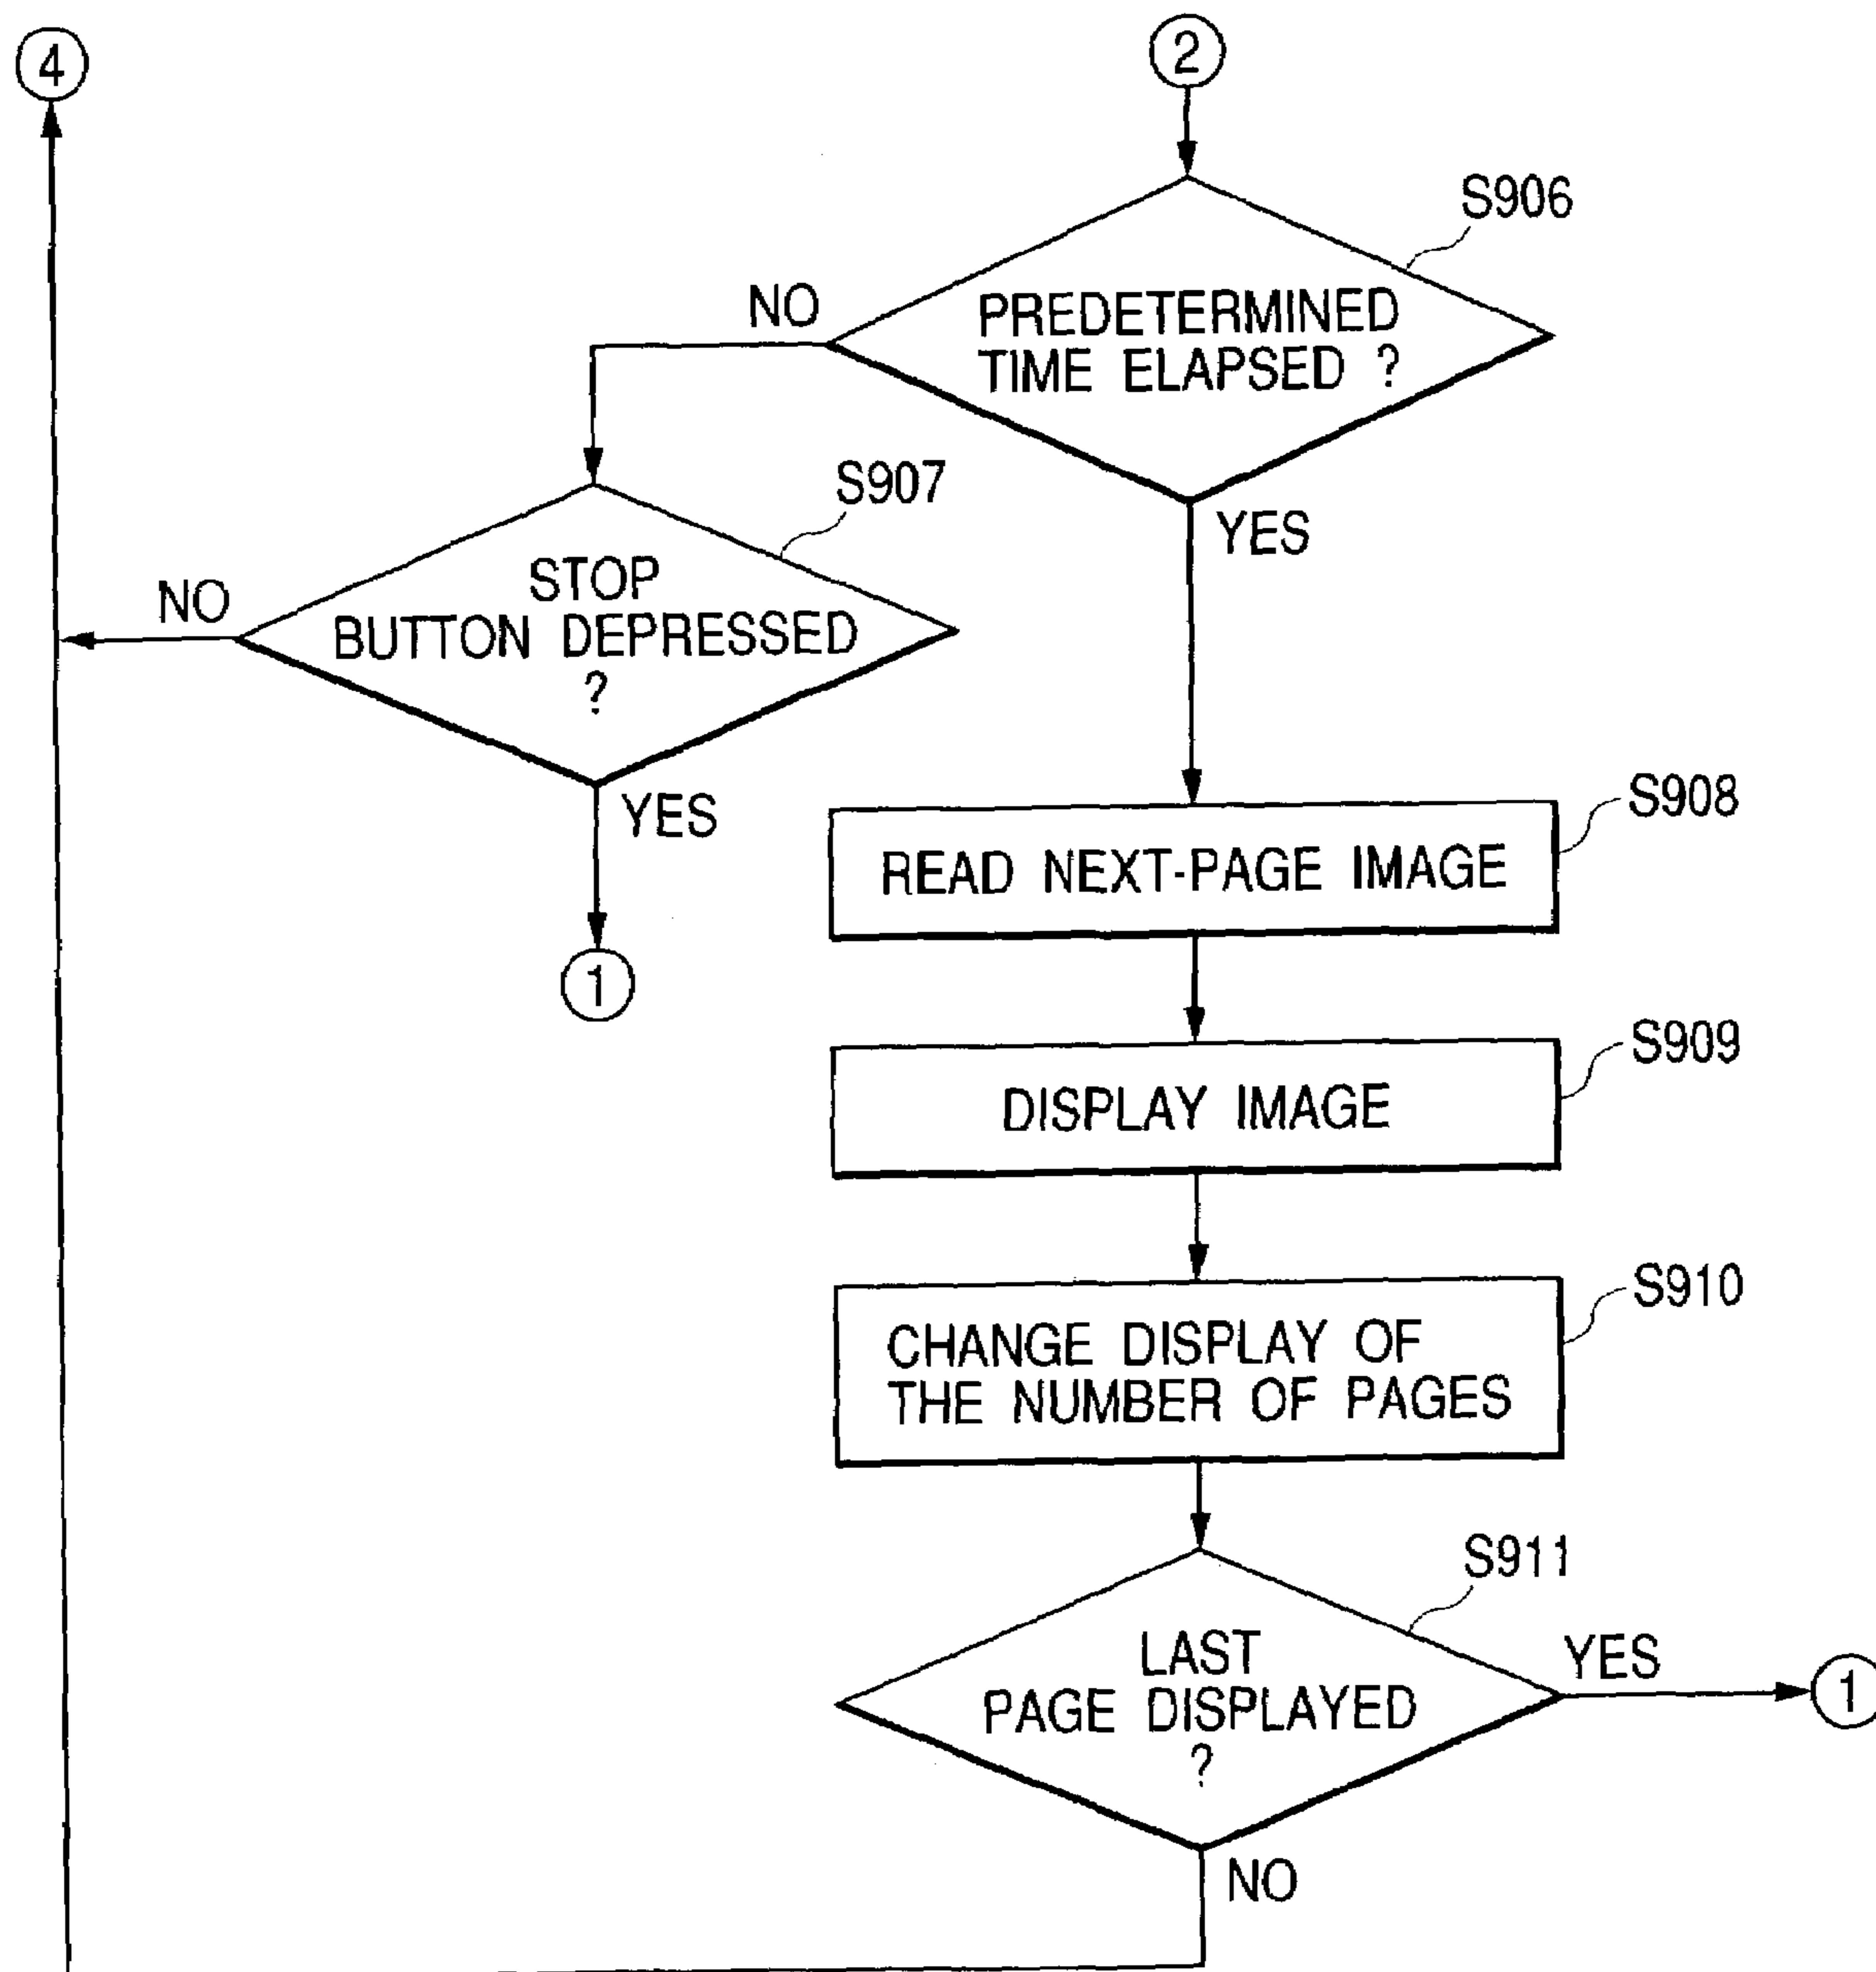 4
2
S906
NO
PREDETERMINED
TIME ELAPSED ?
YES
S907
NO
STOP
BUTTON DEPRESSED
?
YES
1
S908
READ NEXT-PAGE IMAGE
S909
DISPLAY IMAGE
S910
CHANGE DISPLAY OF
THE NUMBER OF PAGES
S911
LAST
PAGE DISPLAYED
?
YES
1
NO